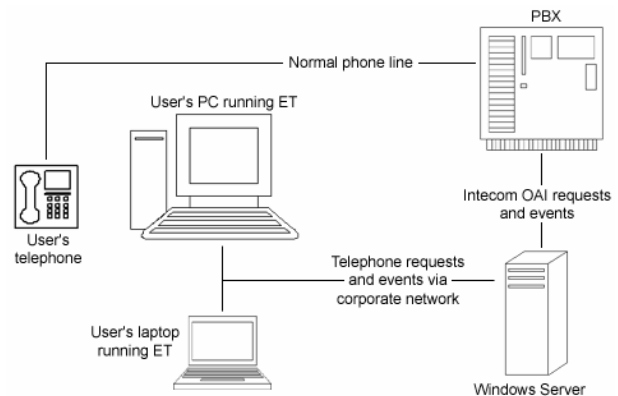 PBX
Normal phone line
User's PC running ET
User's
telephone
Intecom OAI requests
and events
Telephone requests
and events via
corporate network
User's laptop
running ET
Windows Server